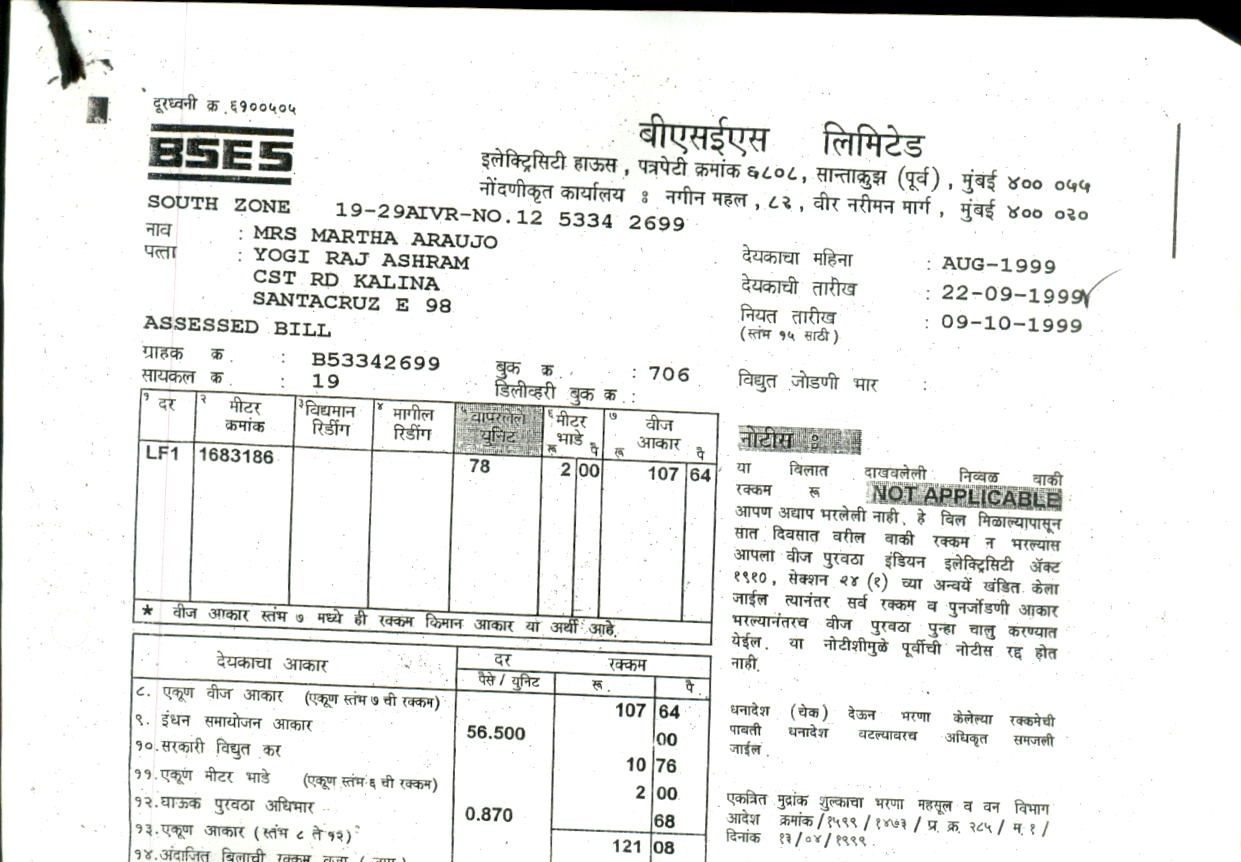 दूरध्वनी क्र.६१००५०५
BSES
बीएसईएस लिमिटेड
इलेक्ट्रिसिटी हाऊस, पत्रपेटी क्रमांक ६८०८, सान्ताक्रुझ (पूर्व), मुंबई ४०० ०५५
नोंदणीकृत कार्यालय : नगीन महल, ८२, वीर नरीमन मार्ग, मुंबई ४०० ०२०
SOUTH ZONE 19-29AIVR-NO.12 5334 2699
नाव : MRS MARTHA ARAUJO
पत्ता : YOGI RAJ ASHRAM
CST RD KALINA
SANTACRUZ E 98
देयकाचा महिना : AUG-1999
देयकाची तारीख : 22-09-1999
नियत तारीख : 09-10-1999
(स्तंभ १५ साठी)
ASSESSED BILL
ग्राहक क्र. : B53342699
सायकल क्र. : 19
बुक क्र. : 706
डिलीव्हरी बुक क्र. :
विद्युत जोडणी भार :
१ दर २ मीटर क्रमांक ३ विद्यमान रिडींग ४ मागील रिडींग ५ वापरलेले युनिट ६ मीटर भाडे रू. पै ७ वीज आकार रू. पै
LF1 1683186 78 2 00 107 64
* वीज आकार स्तंभ ७ मध्ये ही रक्कम किमान आकार या अर्थी आहे.
देयकाचा आकार दर रक्कम
पैसे / युनिट रू. पै.
८. एकूण वीज आकार (एकूण स्तंभ ७ ची रक्कम) 107 64
९. इंधन समायोजन आकार 56.500 00
१०. सरकारी विद्युत कर 10 76
११. एकूण मीटर भाडे (एकूण स्तंभ ६ ची रक्कम) 2 00
१२. घाऊक पुरवठा अधिभार 0.870 68
१३. एकूण आकार (स्तंभ ८ ते १२) 121 08
१४. अंदाजित बिलाची रक्कम वजा
नोटीस :
या बिलात दाखवलेली निव्वळ बाकी
रक्कम रू NOT APPLICABLE
आपण अद्याप भरलेली नाही. हे बिल मिळाल्यापासून
सात दिवसात वरील बाकी रक्कम न भरल्यास
आपला वीज पुरवठा इंडियन इलेक्ट्रिसिटी ॲक्ट
१९१०, सेक्शन २४ (१) च्या अन्वयें खंडित केला
जाईल त्यानंतर सर्व रक्कम व पुनर्जोडणी आकार
भरल्यानंतरच वीज पुरवठा पुन्हा चालु करण्यात
येईल. या नोटीशीमुळे पूर्वीची नोटीस रद्द होत
नाही.
धनादेश (चेक) देऊन भरणा केलेल्या रक्कमेची
पावती धनादेश वटल्यावरच अधिकृत समजली
जाईल.
एकत्रित मुद्रांक शुल्काचा भरणा महसूल व वन विभाग
आदेश क्रमांक/१५९९/१४७३/ प्र. क्र. २८५ / म.१ /
दिनांक १३/०४/१९९९.